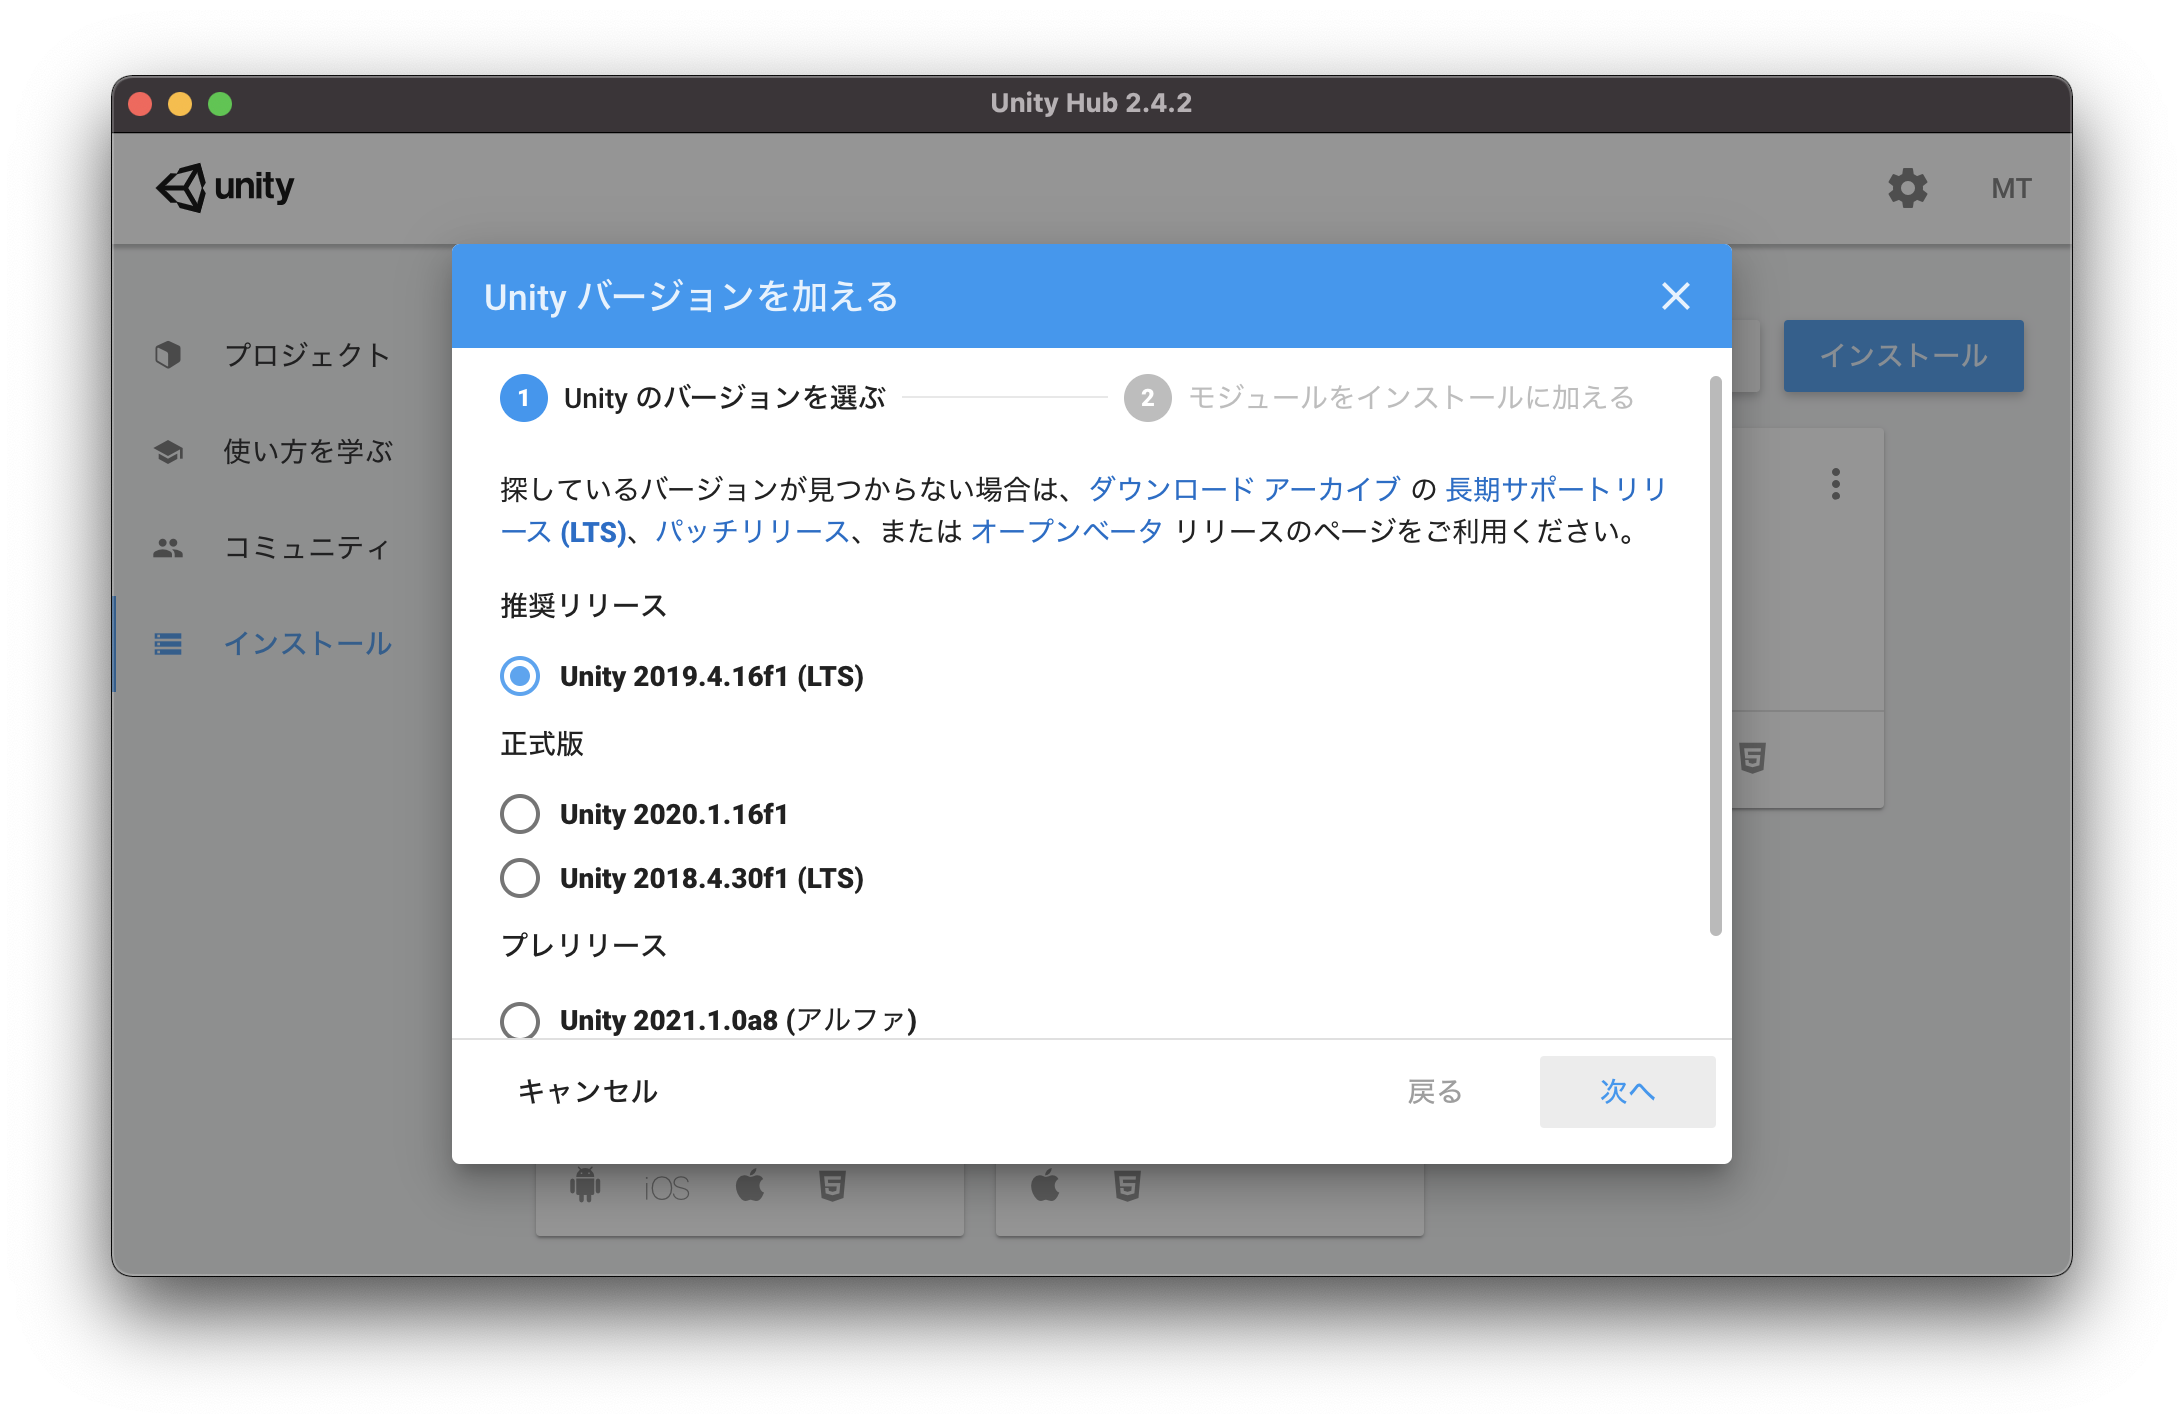 Unity Hub 2.4.2
unity
MT
プロジェクト
使い方を学ぶ
コミュニティ
インストール
インストール
Unity バージョンを加える
1 Unity のバージョンを選ぶ
2 モジュールをインストールに加える
探しているバージョンが見つからない場合は、ダウンロード アーカイブ の 長期サポートリリ
ース (LTS)、パッチリリース、または オープンベータ リリースのページをご利用ください。
推奨リリース
Unity 2019.4.16f1 (LTS)
正式版
Unity 2020.1.16f1
Unity 2018.4.30f1 (LTS)
プレリリース
Unity 2021.1.0a8 (アルファ)
キャンセル
戻る
次へ
iOS